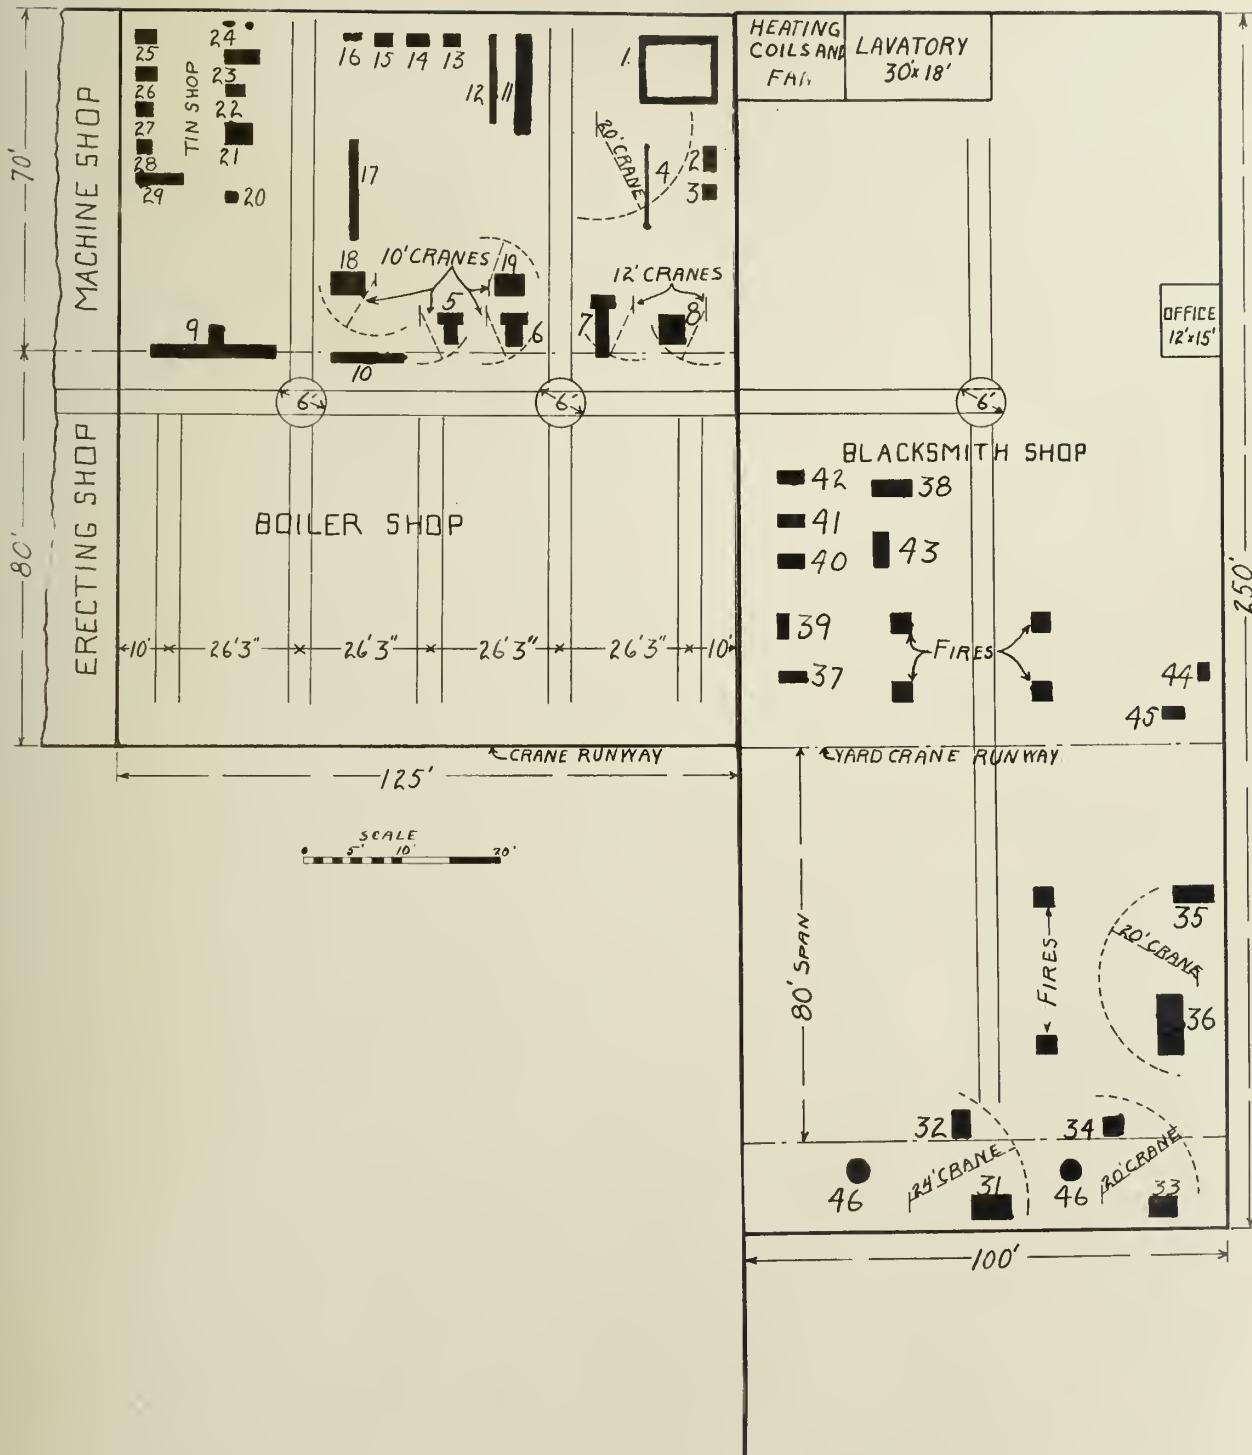 HEATING
COILS AND
FAN
LAVATORY
30'x 18'
MACHINE SHOP
70'
TIN SHOP
25
26
27
28
29
24
23
22
21
20
16 15 14 13
12 11
1
17
20' CRANE
4
2
3
18
10' CRANES
19
12' CRANES
5
6
7
8
9
10
OFFICE
12'x15'
6'
6'
6'
ERECTING SHOP
80'
BOILER SHOP
10' 26'3" 26'3" 26'3" 26'3" 10'
CRANE RUNWAY
125'
SCALE
0 5' 10' 20'
BLACKSMITH SHOP
42
38
41
40
43
39
37
FIRES
44
45
YARD CRANE RUNWAY
250'
80' SPAN
FIRES
35
20' CRANE
36
32
34
46
24' CRANE
31
46
20' CRANE
33
100'